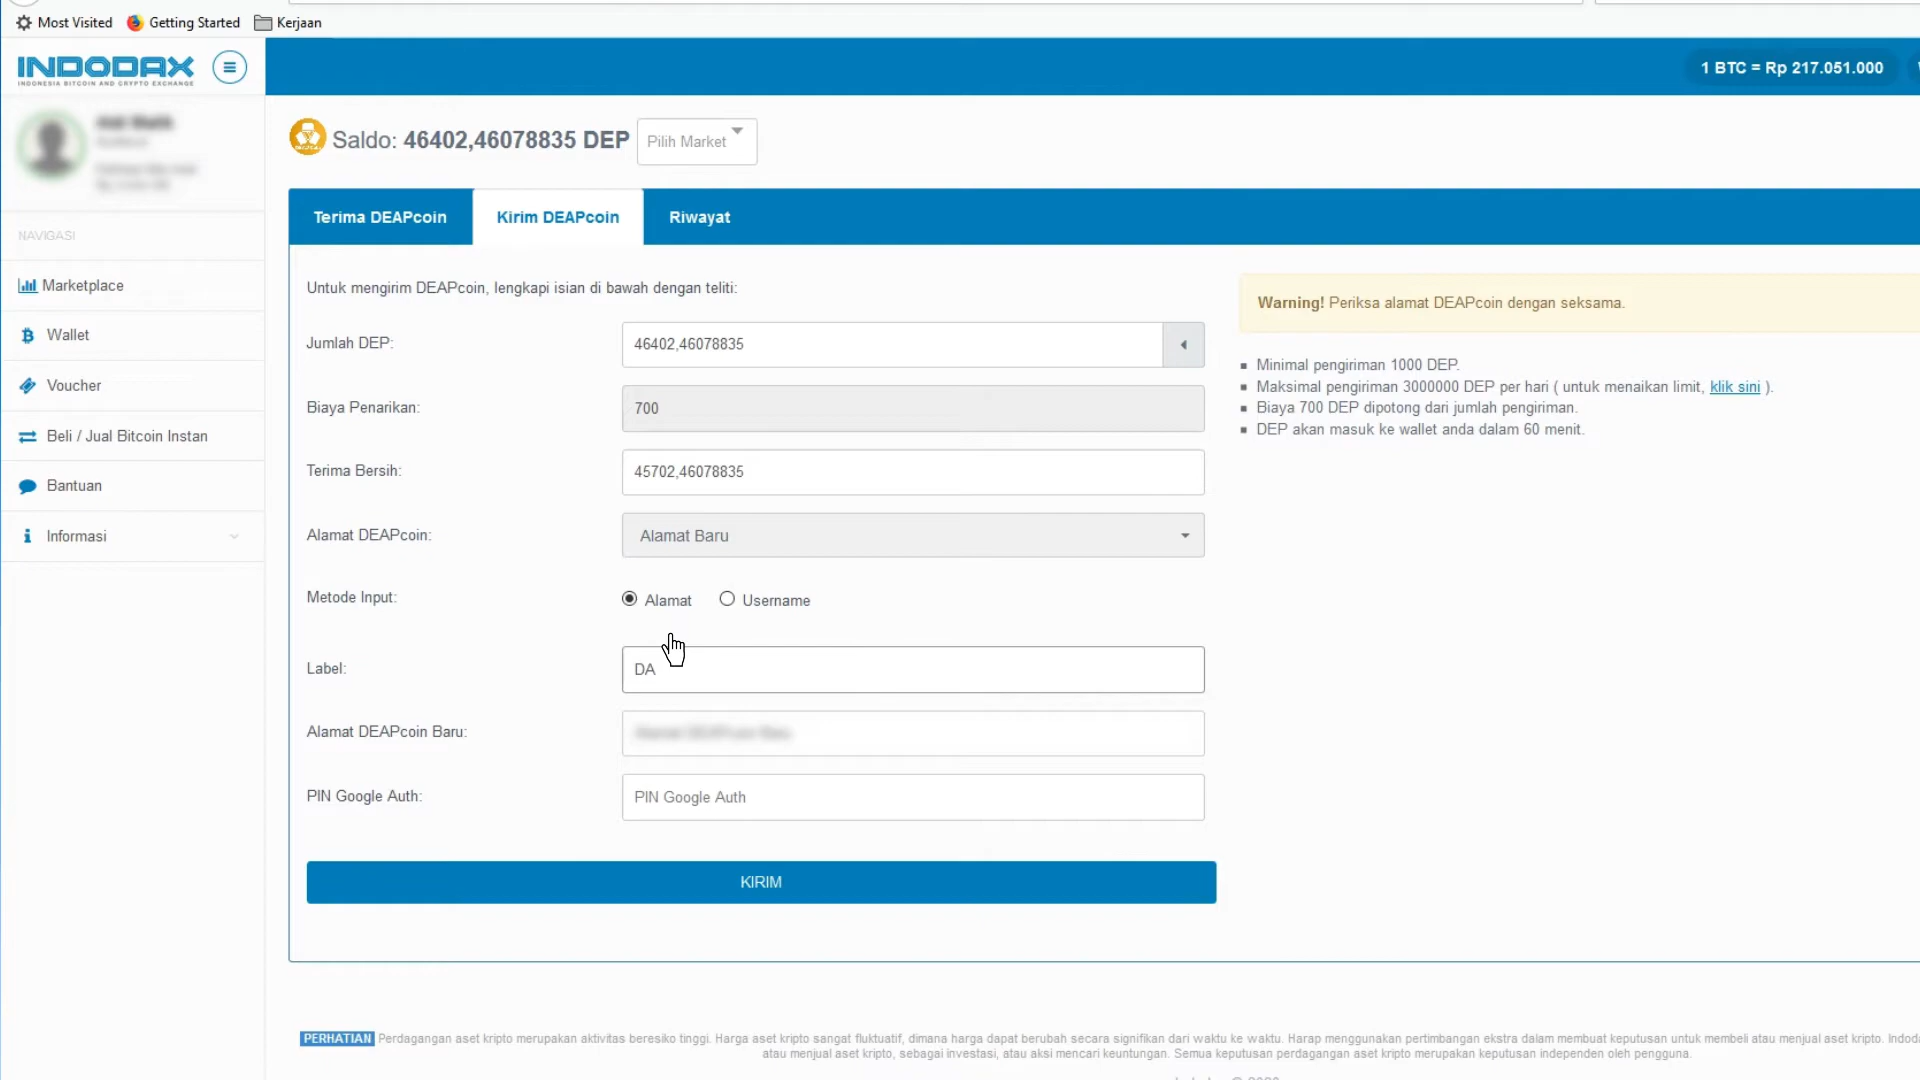 Most Visited Getting Started Kerjaan
INDODAX
INDONESIA BITCOIN AND CRYPTO EXCHANGE
1 BTC = Rp 217.051.000
Saldo: 46402,46078835 DEP Pilih Market
Terima DEAPcoin Kirim DEAPcoin Riwayat
NAVIGASI
Marketplace
Wallet
Voucher
Beli / Jual Bitcoin Instan
Bantuan
Informasi
Untuk mengirim DEAPcoin, lengkapi isian di bawah dengan teliti:
Jumlah DEP: 46402,46078835
Biaya Penarikan: 700
Terima Bersih: 45702,46078835
Alamat DEAPcoin: Alamat Baru
Metode Input: Alamat Username
Label: DA
Alamat DEAPcoin Baru:
PIN Google Auth: PIN Google Auth
KIRIM
Warning! Periksa alamat DEAPcoin dengan seksama.
Minimal pengiriman 1000 DEP.
Maksimal pengiriman 3000000 DEP per hari ( untuk menaikan limit, klik sini ).
Biaya 700 DEP dipotong dari jumlah pengiriman.
DEP akan masuk ke wallet anda dalam 60 menit.
PERHATIAN Perdagangan aset kripto merupakan aktivitas beresiko tinggi. Harga aset kripto sangat fluktuatif, dimana harga dapat berubah secara signifikan dari waktu ke waktu. Harap menggunakan pertimbangan ekstra dalam membuat keputusan untuk membeli atau menjual aset kripto.
atau menjual aset kripto, sebagai investasi, atau aksi mencari keuntungan. Semua keputusan perdagangan aset kripto merupakan keputusan independen oleh pengguna.